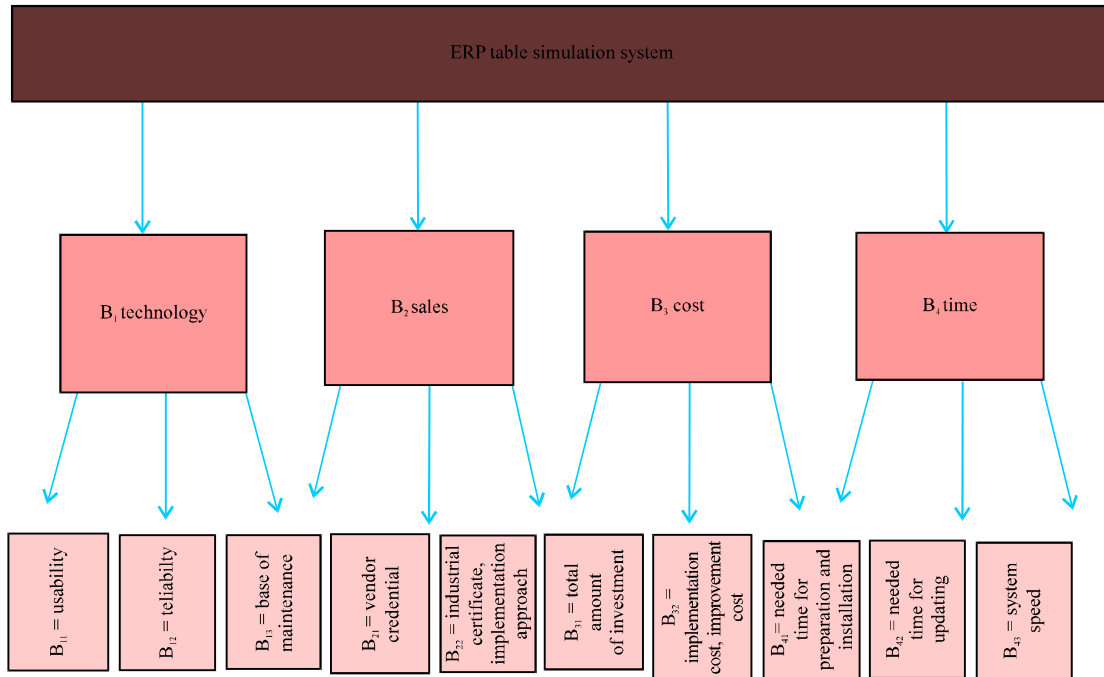 ERP table simulation system
B₁ technology
B₂ sales
B₃ cost
B₄ time
B₁₁ = usability
B₁₂ = teliabilty
B₁₃ = base of
maintenance
B₂₁ = vendor
credential
B₂₂ = industrial
certificate,
implementation
approach
B₃₁ = total
amount
of investment
B₃₂ =
implementation
cost, improvement
cost
B₄₁ = needed
time for
preparation and
installation
B₄₂ = needed
time for
updating
B₄₃ = system
speed